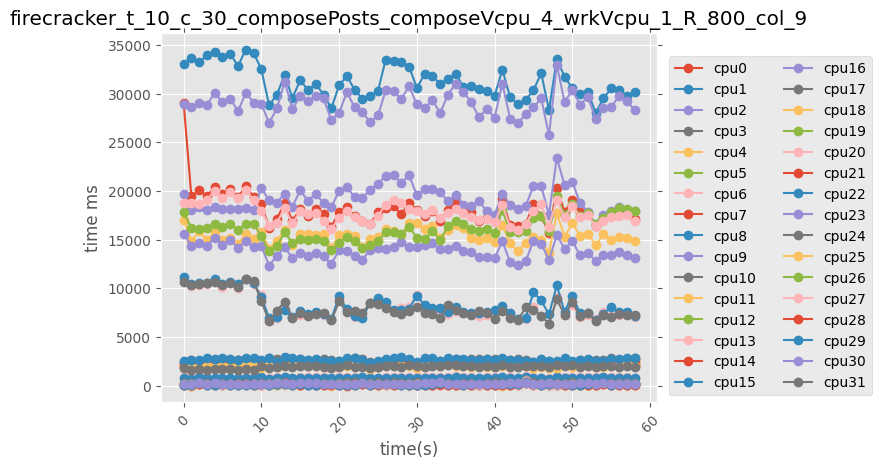 firecracker_t_10_c_30_composePosts_composeVcpu_4_wrkVcpu_1_R_800_col_9
35000
30000
25000
20000
15000
10000
5000
0
time ms
0
10
20
30
40
50
60
time(s)
cpu0
cpu1
cpu2
cpu3
cpu4
cpu5
cpu6
cpu7
cpu8
cpu9
cpu10
cpu11
cpu12
cpu13
cpu14
cpu15
cpu16
cpu17
cpu18
cpu19
cpu20
cpu21
cpu22
cpu23
cpu24
cpu25
cpu26
cpu27
cpu28
cpu29
cpu30
cpu31